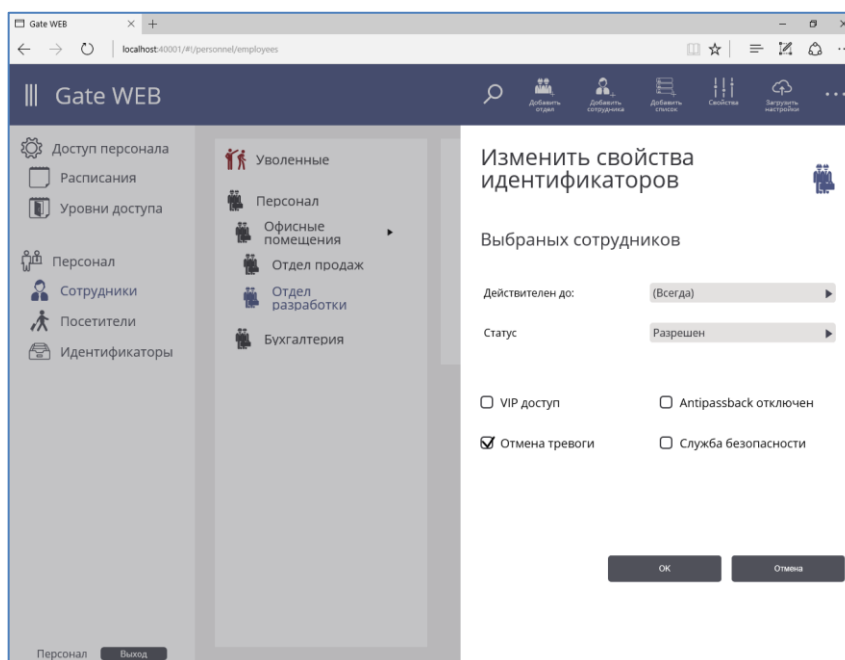 Gate WEB
localhost:40001/#!/personnel/employees
Gate WEB
Добавить отдел
Добавить сотрудника
Добавить список
Свойства
Загрузить настройки
Доступ персонала
Расписания
Уровни доступа
Персонал
Сотрудники
Посетители
Идентификаторы
Персонал
Выход
Уволенные
Персонал
Офисные
помещения
Отдел продаж
Отдел
разработки
Бухгалтерия
Изменить свойства
идентификаторов
Выбраных сотрудников
Действителен до:
(Всегда)
Статус
Разрешен
VIP доступ
Antipassback отключен
Отмена тревоги
Служба безопасности
OK
Отмена